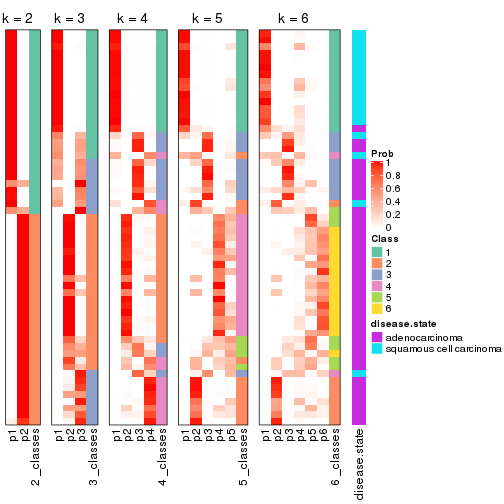 k = 2 k = 3 k = 4 k = 5 k = 6
Prob
1
0.8
0.6
0.4
0.2
0
Class
1
2
3
4
5
6
disease.state
adenocarcinoma
squamous cell carcinoma
p1 p2 2_classes p1 p2 p3 3_classes p1 p2 p3 p4 4_classes p1 p2 p3 p4 p5 5_classes p1 p2 p3 p4 p5 p6 6_classes disease.state